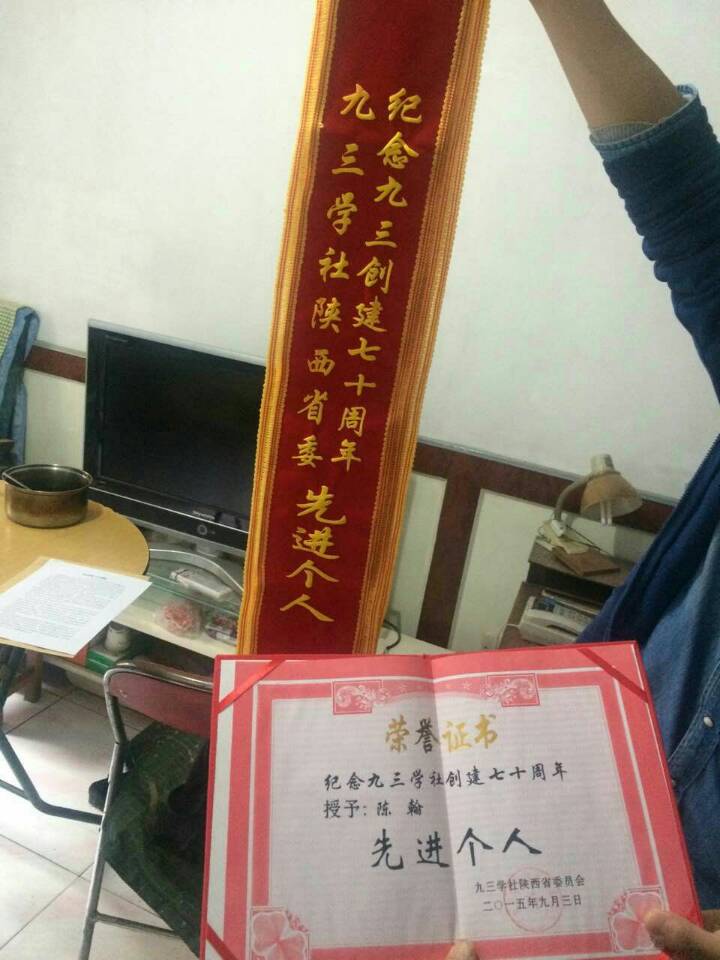 纪念九三创建七十周年
九三学社陕西省委
先进个人
荣誉证书
纪念九三学社创建七十周年
授予：陈翰
先进个人
九三学社陕西省委员会
二〇一五年九月三日